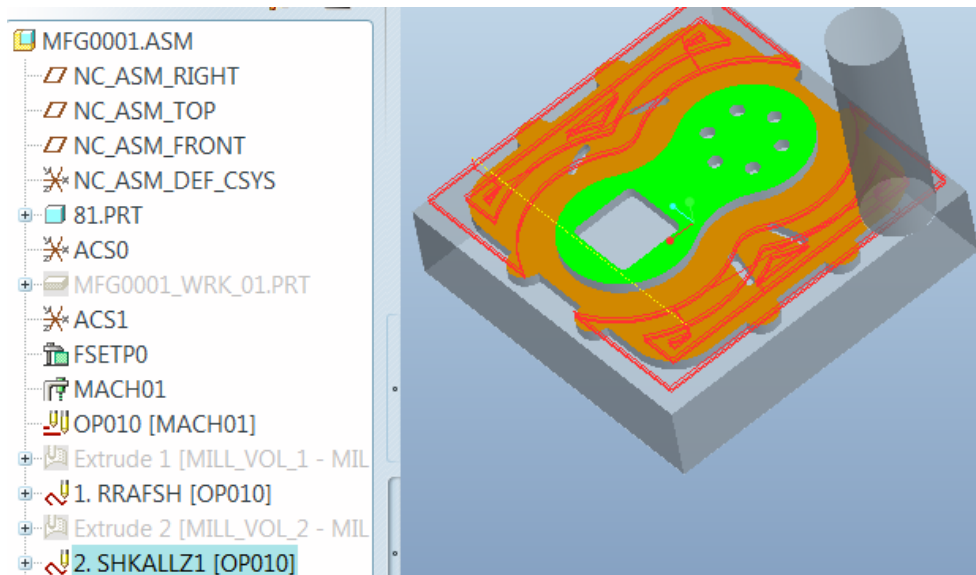 MFG0001.ASM
NC_ASM_RIGHT
NC_ASM_TOP
NC_ASM_FRONT
NC_ASM_DEF_CSYS
81.PRT
ACS0
MFG0001_WRK_01.PRT
ACS1
FSETP0
MACH01
OP010 [MACH01]
Extrude 1 [MILL_VOL_1 - MIL
1. RRAFSH [OP010]
Extrude 2 [MILL_VOL_2 - MIL
2. SHKALLZ1 [OP010]